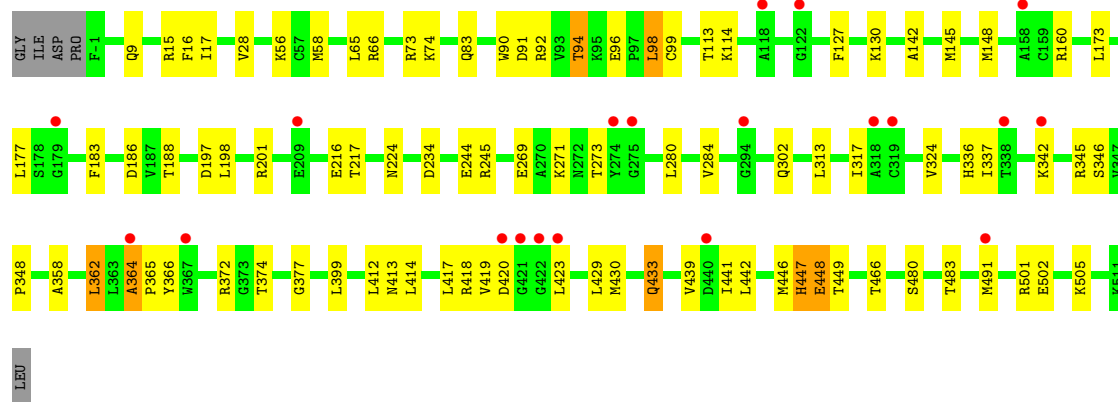 GLY ILE ASP PRO F-1 Q9 R15 F16 I17 V28 K56 C57 M58 L65 R66 R73 K74 Q83 W90 D91 R92 V93 T94 K95 E96 P97 L98 C99 T113 K114 A118 G122 F127 K130 A142 M145 M148 A158 C159 R160 L173
L177 S178 G179 F183 D186 V187 T188 D197 L198 R201 E209 E216 T217 N224 D234 E244 R245 E269 A270 K271 N272 T273 Y274 G275 L280 V284 G294 Q302 L313 I317 A318 C319 V324 H336 I337 T338 K342 R345 S346 V347
P348 A358 L362 L363 A364 P365 Y366 W367 R372 G373 T374 G377 L399 L412 N413 L414 L417 R418 V419 D420 G421 G422 L423 L429 M430 Q433 V439 D440 I441 L442 M446 H447 E448 T449 T466 S480 T483 M491 R501 E502 K505 K511
LEU